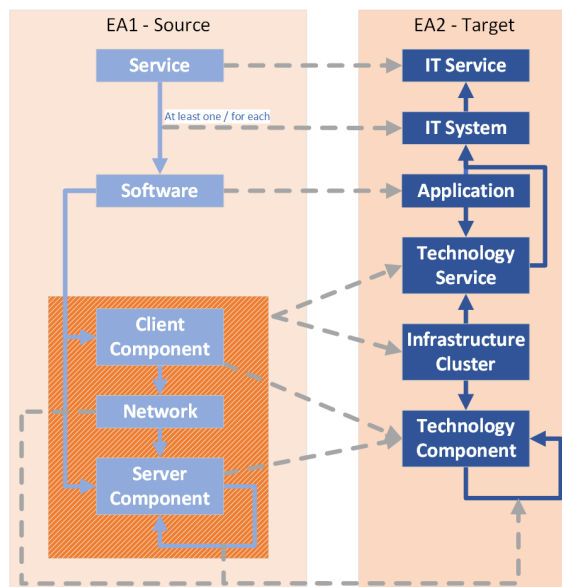 EA1 - Source
EA2 - Target
Service
IT Service
At least one / for each
IT System
Software
Application
Technology
Service
Client
Component
Infrastructure
Cluster
Network
Technology
Component
Server
Component